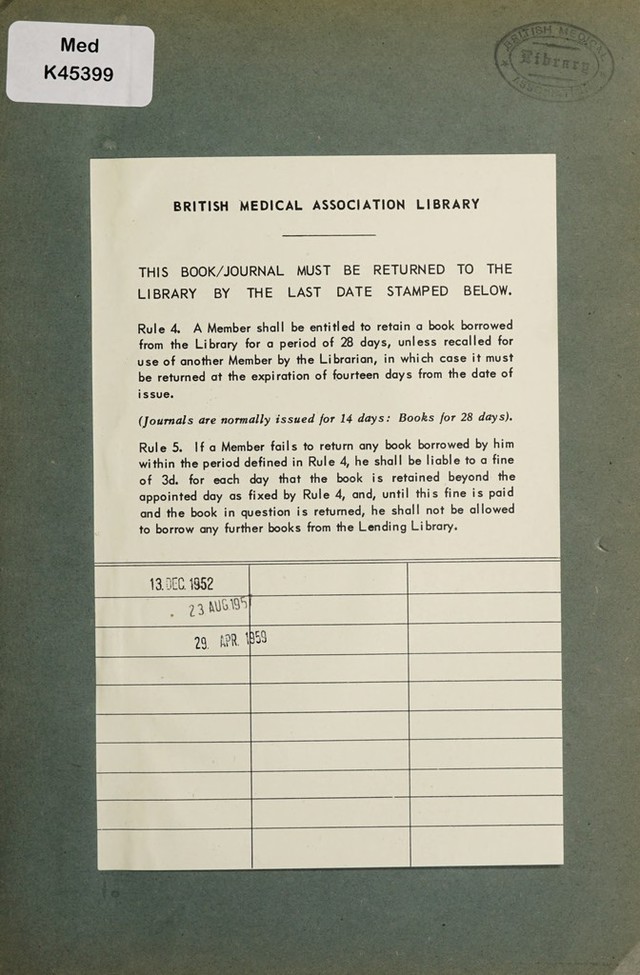 Med
K45399
BRITISH MEDICAL
Library
ASSOCIATION
BRITISH MEDICAL ASSOCIATION LIBRARY
THIS BOOK/JOURNAL MUST BE RETURNED TO THE
LIBRARY BY THE LAST DATE STAMPED BELOW.
Rule 4. A Member shall be entitled to retain a book borrowed
from the Library for a period of 28 days, unless recalled for
use of another Member by the Librarian, in which case it must
be returned at the expiration of fourteen days from the date of
issue.
(Journals are normally issued for 14 days: Books for 28 days).
Rule 5. If a Member fails to return any book borrowed by him
within the period defined in Rule 4, he shall be liable to a fine
of 3d. for each day that the book is retained beyond the
appointed day as fixed by Rule 4, and, until this fine is paid
and the book in question is returned, he shall not be allowed
to borrow any further books from the Lending Library.
13. DEC. 1952
23 AUG 195
29. APR. 1959